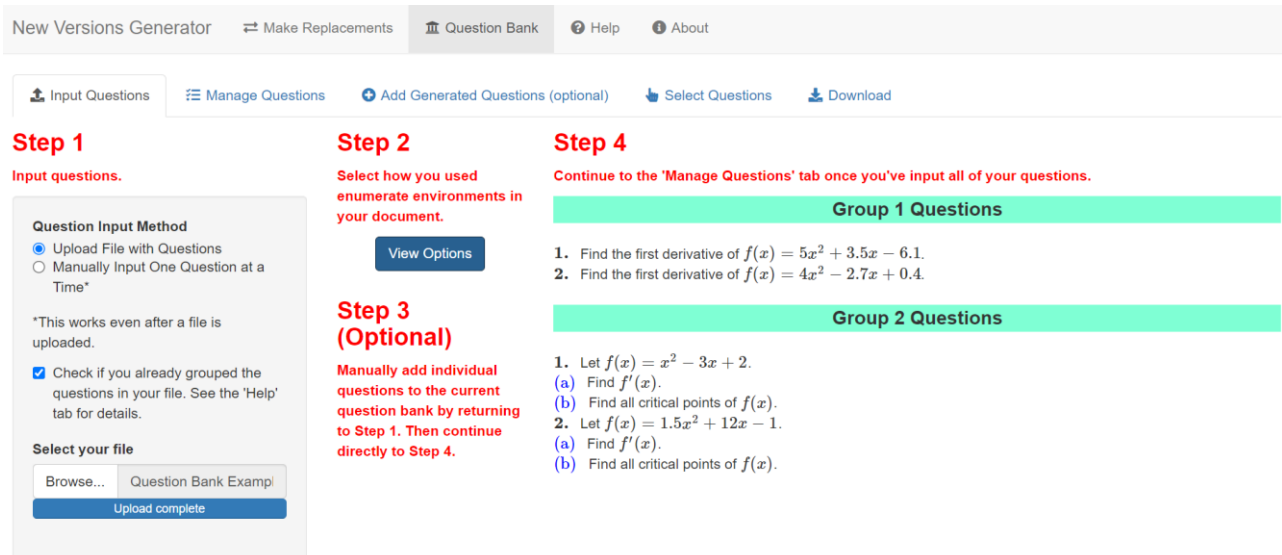 New Versions Generator
Make Replacements
Question Bank
Help
About
Input Questions
Manage Questions
Add Generated Questions (optional)
Select Questions
Download
Step 1
Input questions.
Question Input Method
Upload File with Questions
Manually Input One Question at a
Time*
*This works even after a file is
uploaded.
Check if you already grouped the
questions in your file. See the 'Help'
tab for details.
Select your file
Browse...
Question Bank Exampl
Upload complete
Step 2
Select how you used
enumerate environments in
your document.
View Options
Step 3
(Optional)
Manually add individual
questions to the current
question bank by returning
to Step 1. Then continue
directly to Step 4.
Step 4
Continue to the 'Manage Questions' tab once you've input all of your questions.
Group 1 Questions
1. Find the first derivative of f(x) = 5x² + 3.5x − 6.1.
2. Find the first derivative of f(x) = 4x² − 2.7x + 0.4.
Group 2 Questions
1. Let f(x) = x² − 3x + 2.
(a) Find f′(x).
(b) Find all critical points of f(x).
2. Let f(x) = 1.5x² + 12x − 1.
(a) Find f′(x).
(b) Find all critical points of f(x).